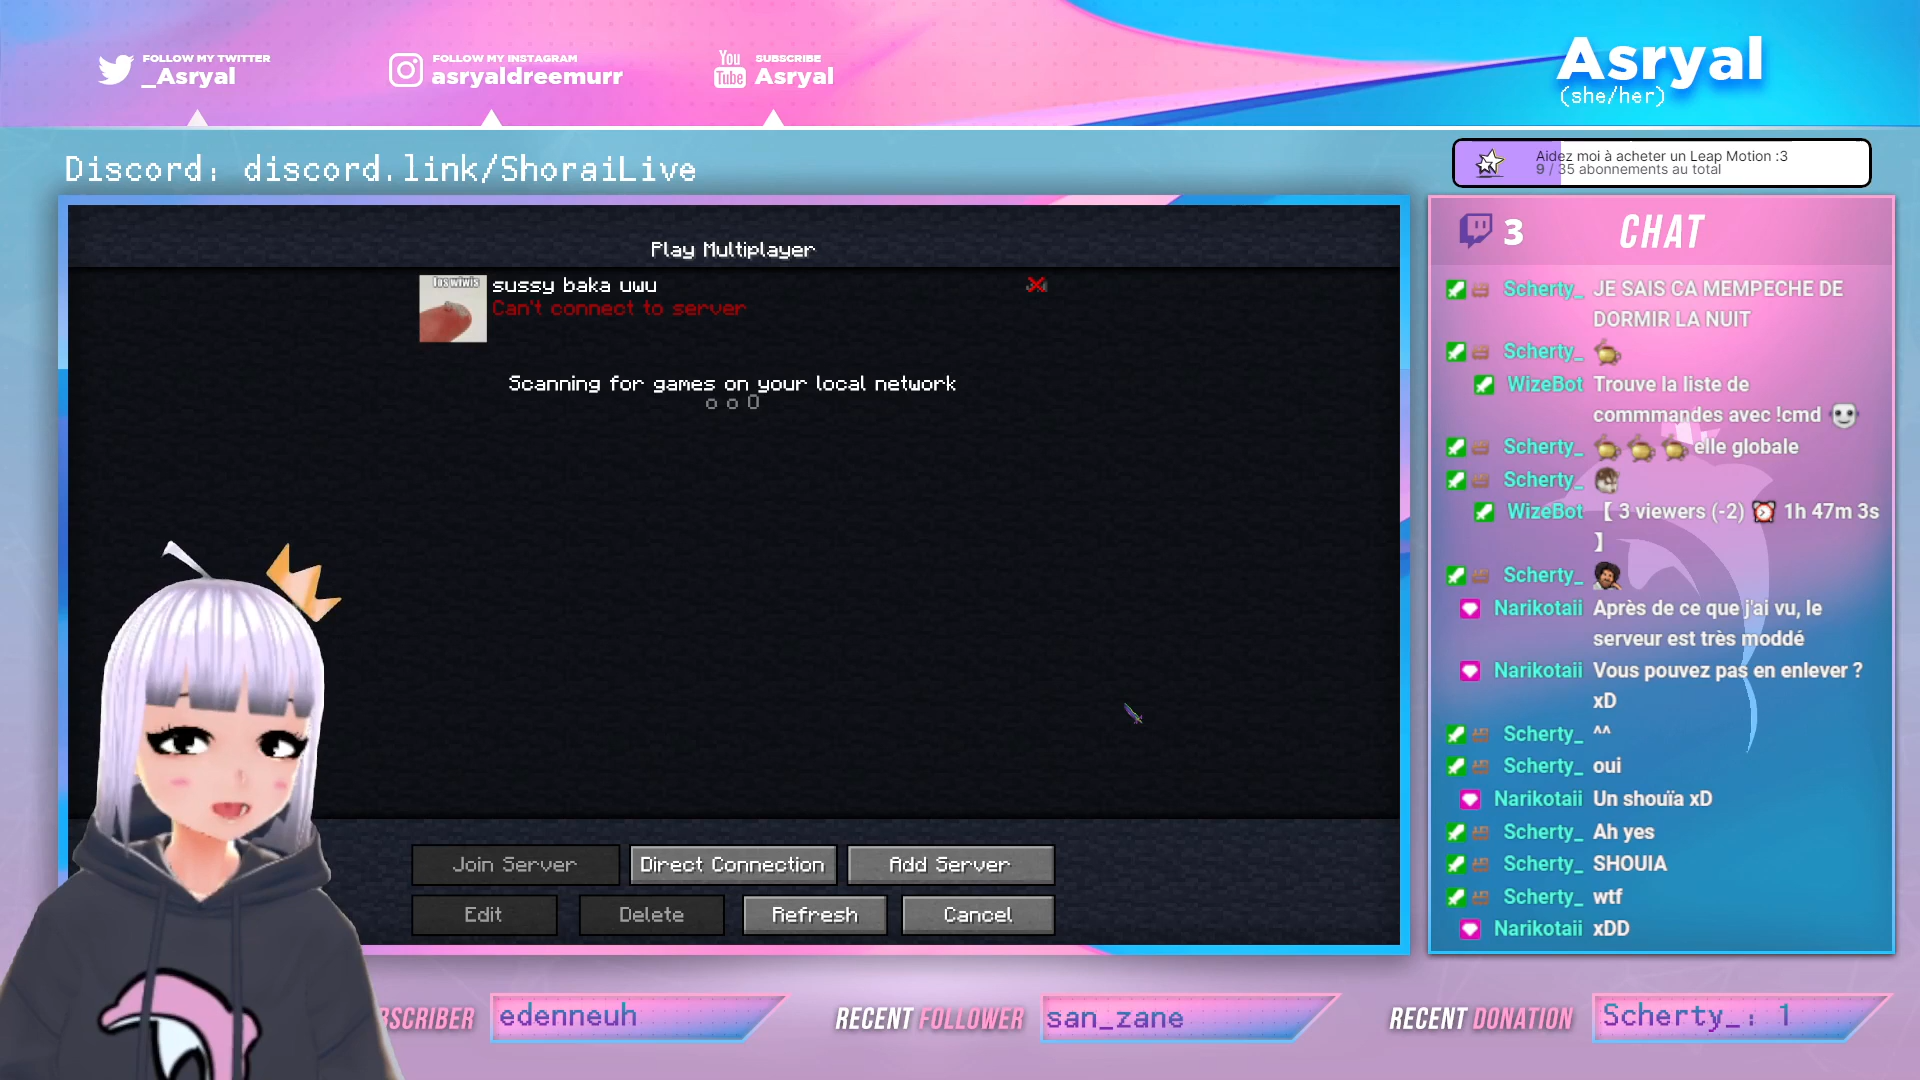 FOLLOW MY TWITTER
_Asryal
FOLLOW MY INSTAGRAM
asryaldreemurr
You
Tube
SUBSCRIBE
Asryal
Asryal
(she/her)
Discord: discord.link/ShoraiLive
Aidez moi à acheter un Leap Motion :3
9 / 35 abonnements au total
Play Multiplayer
los wiwis
sussy baka uwu
Can't connect to server
Scanning for games on your local network
o o O
Join Server
Direct Connection
Add Server
Edit
Delete
Refresh
Cancel
3
CHAT
Scherty_ JE SAIS CA MEMPECHE DE
DORMIR LA NUIT
Scherty_
WizeBot Trouve la liste de
commmandes avec !cmd
Scherty_ elle globale
Scherty_
WizeBot 【 3 viewers (-2) ⏰ 1h 47m 3s
】
Scherty_
Narikotaii Après de ce que j'ai vu, le
serveur est très moddé
Narikotaii Vous pouvez pas en enlever ?
xD
Scherty_ ^^
Scherty_ oui
Narikotaii Un shouïa xD
Scherty_ Ah yes
Scherty_ SHOUIA
Scherty_ wtf
Narikotaii xDD
BSCRIBER
edenneuh
RECENT FOLLOWER
san_zane
RECENT DONATION
Scherty_: 1